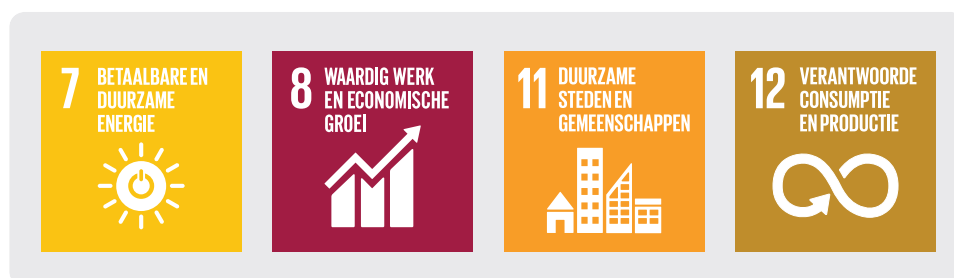 7 BETAALBARE EN
DUURZAME
ENERGIE
8 WAARDIG WERK
EN ECONOMISCHE
GROEI
11 DUURZAME
STEDEN EN
GEMEENSCHAPPEN
12 VERANTWOORDE
CONSUMPTIE
EN PRODUCTIE